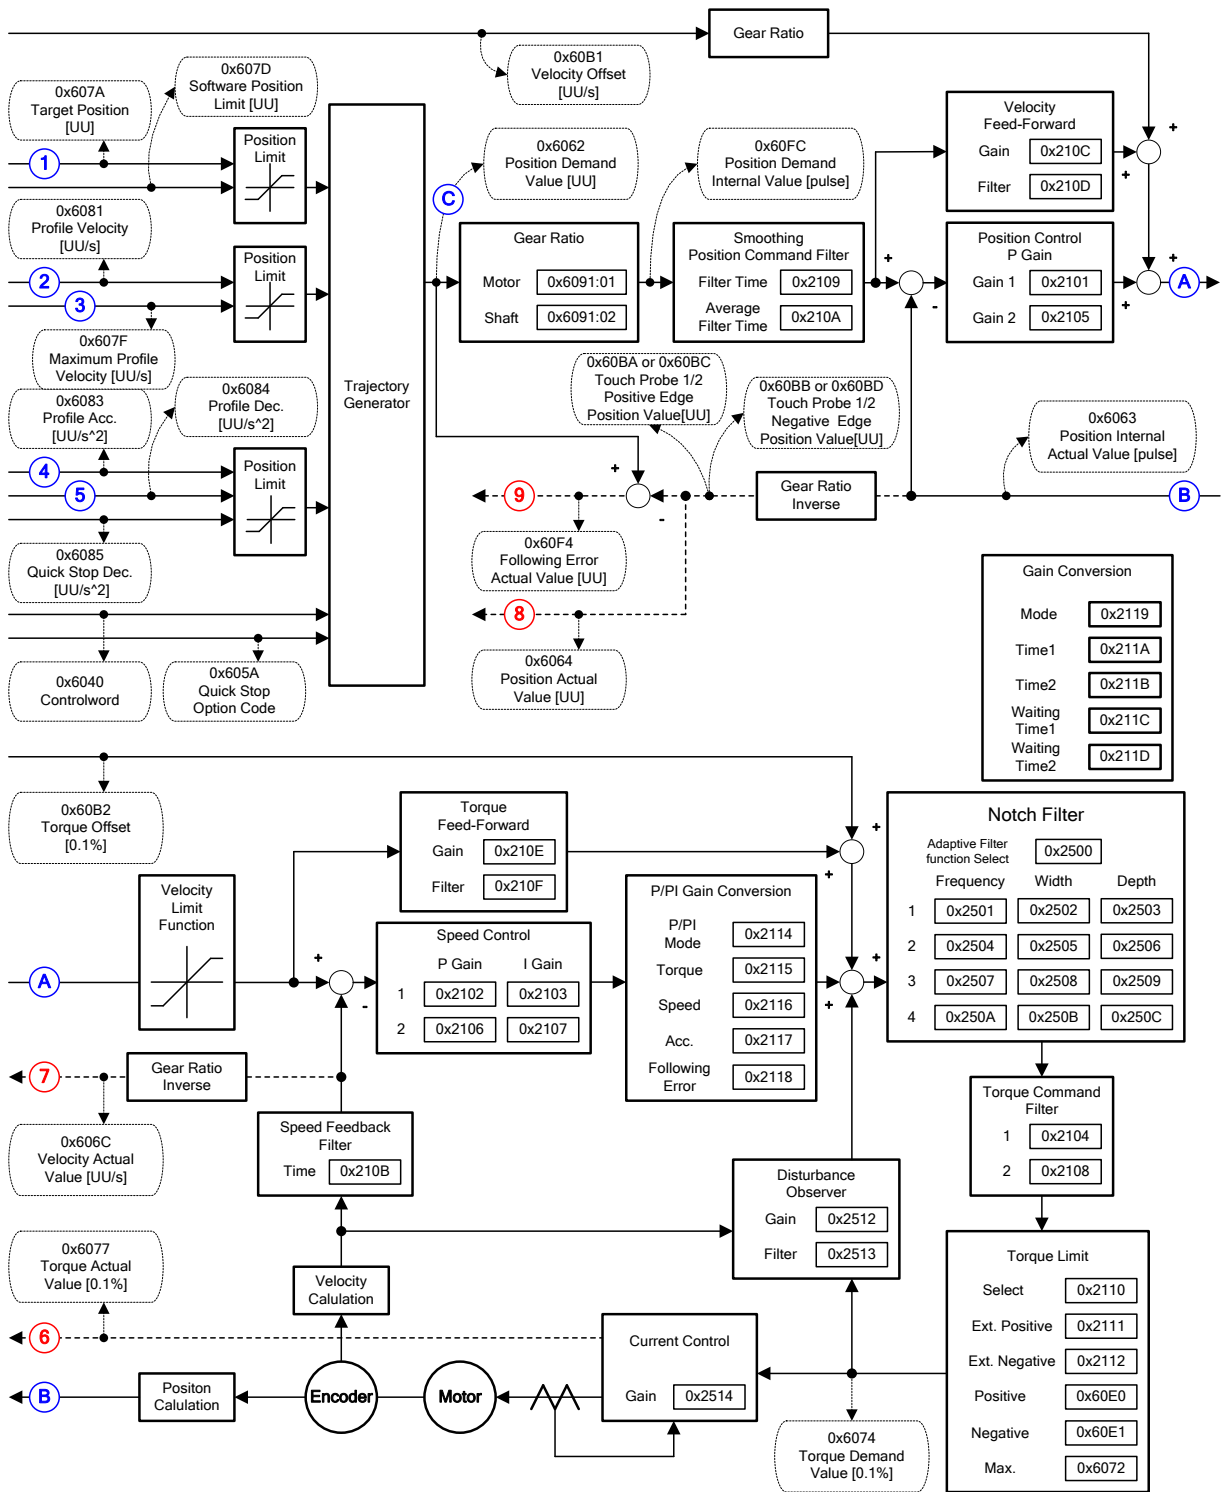 Gear Ratio
0x60B1
Velocity Offset
[UU/s]
0x607D
Software Position
Limit [UU]
0x607A
Target Position
[UU]
1
Position
Limit
0x6081
Profile Velocity
[UU/s]
2
3
Position
Limit
0x607F
Maximum Profile
Velocity [UU/s]
0x6083
Profile Acc.
[UU/s^2]
0x6084
Profile Dec.
[UU/s^2]
4
5
Position
Limit
0x6085
Quick Stop Dec.
[UU/s^2]
0x6040
Controlword
0x605A
Quick Stop
Option Code
Trajectory
Generator
0x6062
Position Demand
Value [UU]
C
0x60FC
Position Demand
Internal Value [pulse]
Gear Ratio
Motor 0x6091:01
Shaft 0x6091:02
Smoothing
Position Command Filter
Filter Time 0x2109
Average
Filter Time 0x210A
Velocity
Feed-Forward
Gain 0x210C
Filter 0x210D
+
+
+
-
Position Control
P Gain
Gain 1 0x2101
Gain 2 0x2105
+
+
A
0x60BA or 0x60BC
Touch Probe 1/2
Positive Edge
Position Value[UU]
0x60BB or 0x60BD
Touch Probe 1/2
Negative Edge
Position Value[UU]
0x6063
Position Internal
Actual Value [pulse]
+
-
9
Gear Ratio
Inverse
B
0x60F4
Following Error
Actual Value [UU]
8
0x6064
Position Actual
Value [UU]
Gain Conversion
Mode 0x2119
Time1 0x211A
Time2 0x211B
Waiting
Time1 0x211C
Waiting
Time2 0x211D
0x60B2
Torque Offset
[0.1%]
Torque
Feed-Forward
Gain 0x210E
Filter 0x210F
+
+
Velocity
Limit
Function
A
+
-
Speed Control
P Gain I Gain
1 0x2102 0x2103
2 0x2106 0x2107
P/PI Gain Conversion
P/PI
Mode 0x2114
Torque 0x2115
Speed 0x2116
Acc. 0x2117
Following
Error 0x2118
+
+
Notch Filter
Adaptive Filter
function Select 0x2500
Frequency Width Depth
1 0x2501 0x2502 0x2503
2 0x2504 0x2505 0x2506
3 0x2507 0x2508 0x2509
4 0x250A 0x250B 0x250C
7
Gear Ratio
Inverse
0x606C
Velocity Actual
Value [UU/s]
Speed Feedback
Filter
Time 0x210B
Torque Command
Filter
1 0x2104
2 0x2108
Disturbance
Observer
Gain 0x2512
Filter 0x2513
0x6077
Torque Actual
Value [0.1%]
Velocity
Calulation
6
Current Control
Gain 0x2514
Torque Limit
Select 0x2110
Ext. Positive 0x2111
Ext. Negative 0x2112
Positive 0x60E0
Negative 0x60E1
Max. 0x6072
B
Positon
Calulation
Encoder
Motor
0x6074
Torque Demand
Value [0.1%]